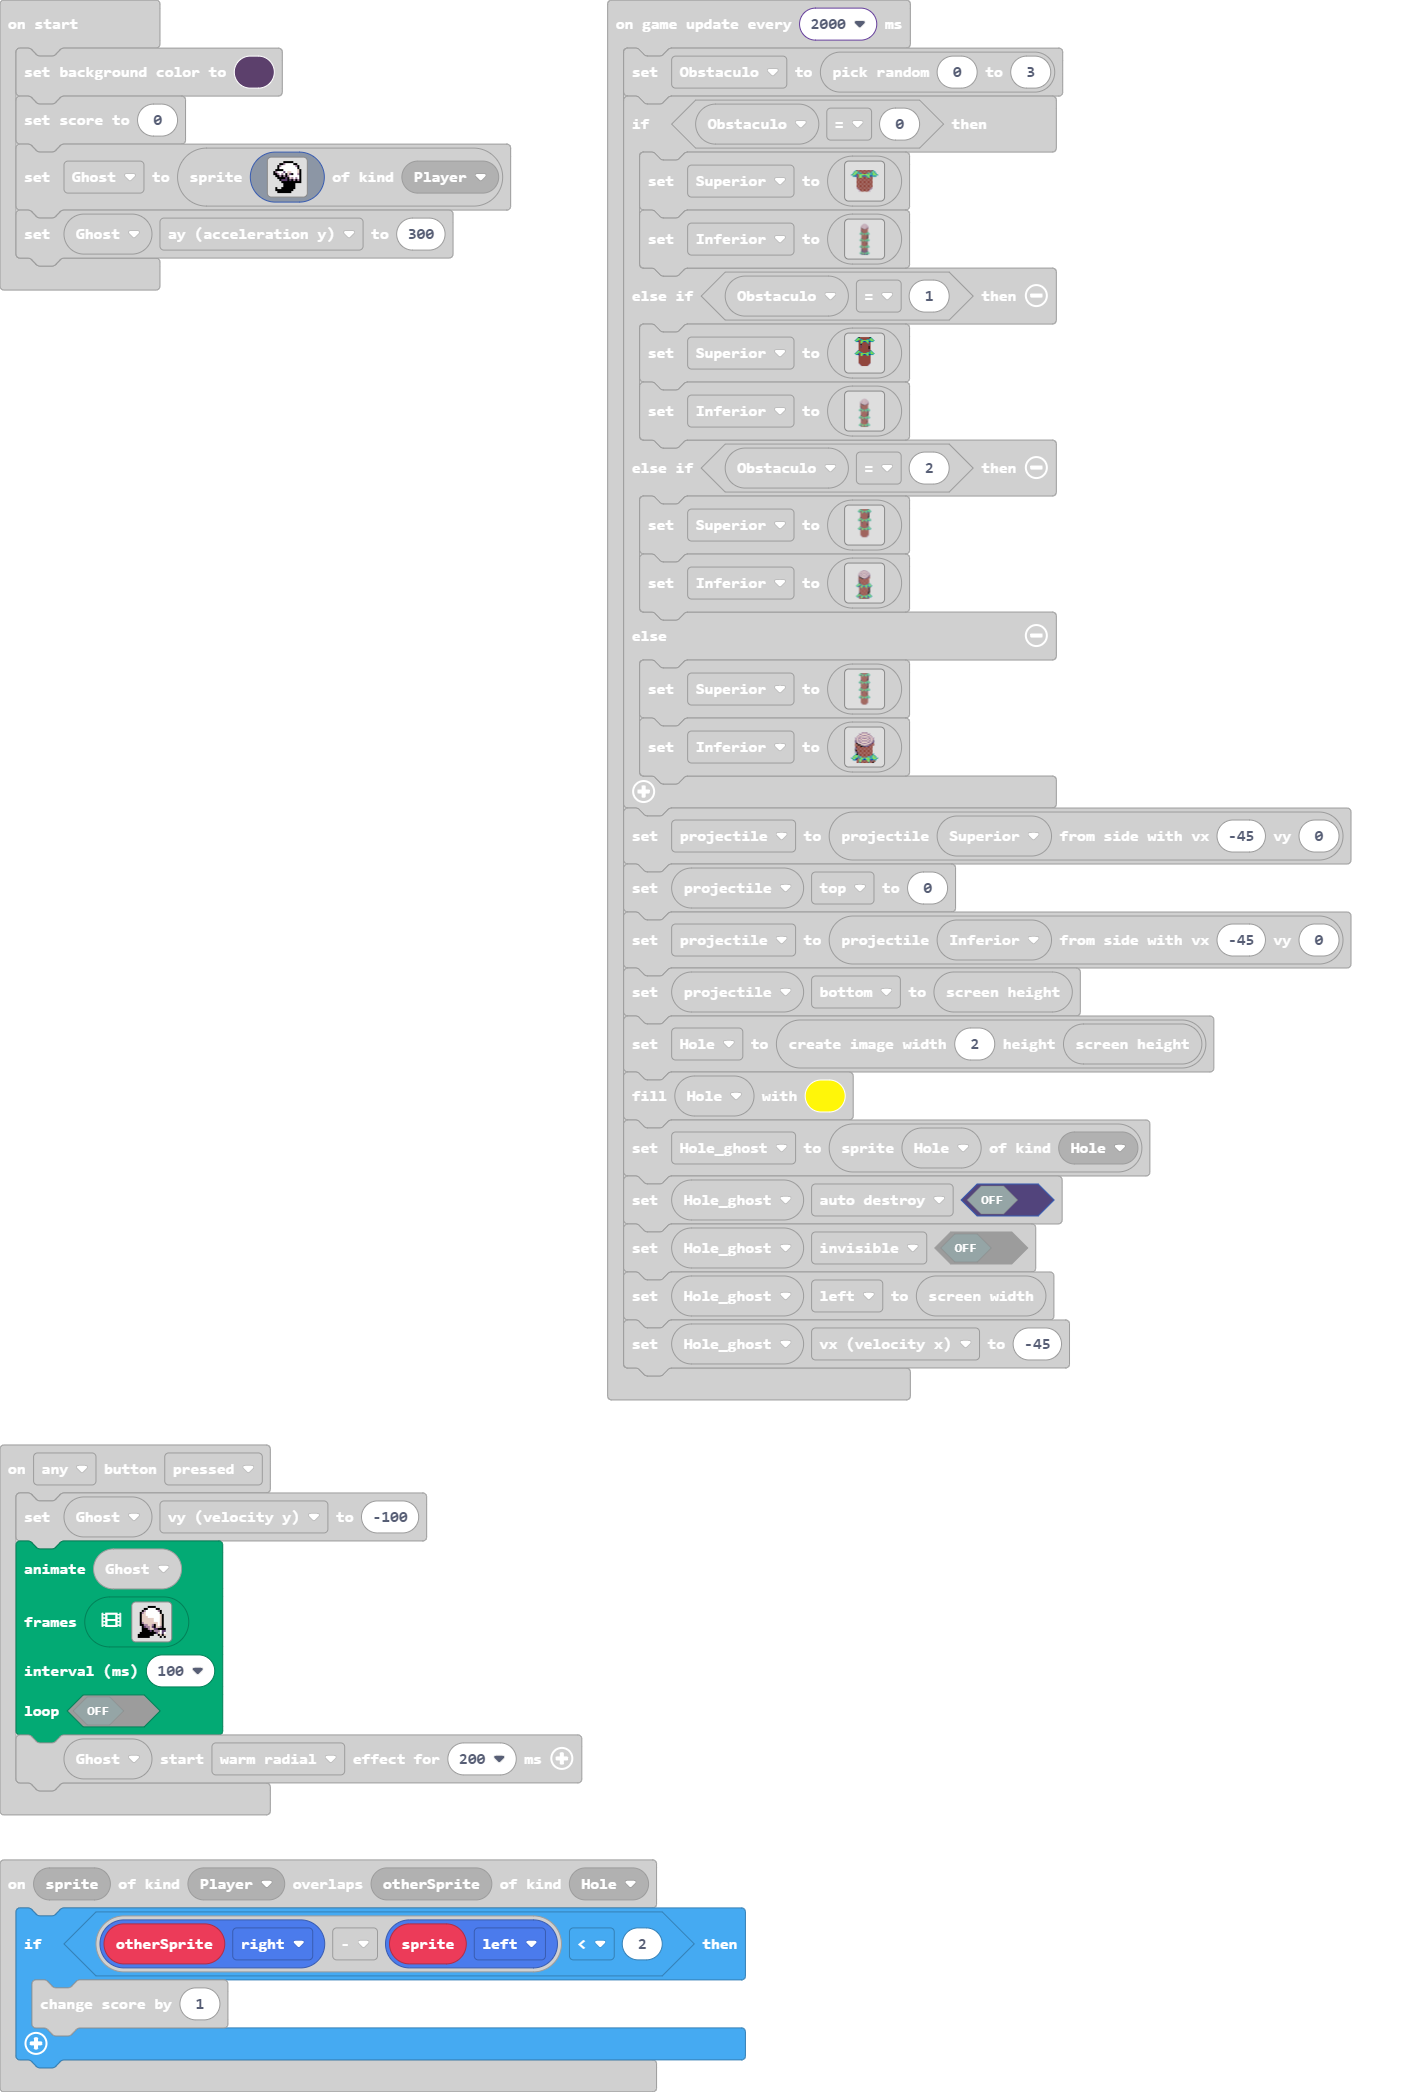 on start
set background color to
set score to 0
set Ghost to sprite of kind Player
set Ghost ay (acceleration y) to 300
on game update every 2000 ms
set Obstaculo to pick random 0 to 3
if Obstaculo = 0 then
set Superior to
set Inferior to
else if Obstaculo = 1 then
set Superior to
set Inferior to
else if Obstaculo = 2 then
set Superior to
set Inferior to
else
set Superior to
set Inferior to
set projectile to projectile Superior from side with vx -45 vy 0
set projectile top to 0
set projectile to projectile Inferior from side with vx -45 vy 0
set projectile bottom to screen height
set Hole to create image width 2 height screen height
fill Hole with
set Hole_ghost to sprite Hole of kind Hole
set Hole_ghost auto destroy OFF
set Hole_ghost invisible OFF
set Hole_ghost left to screen width
set Hole_ghost vx (velocity x) to -45
on any button pressed
set Ghost vy (velocity y) to -100
animate Ghost
frames
interval (ms) 100
loop OFF
Ghost start warm radial effect for 200 ms
on sprite of kind Player overlaps otherSprite of kind Hole
if otherSprite right - sprite left < 2 then
change score by 1